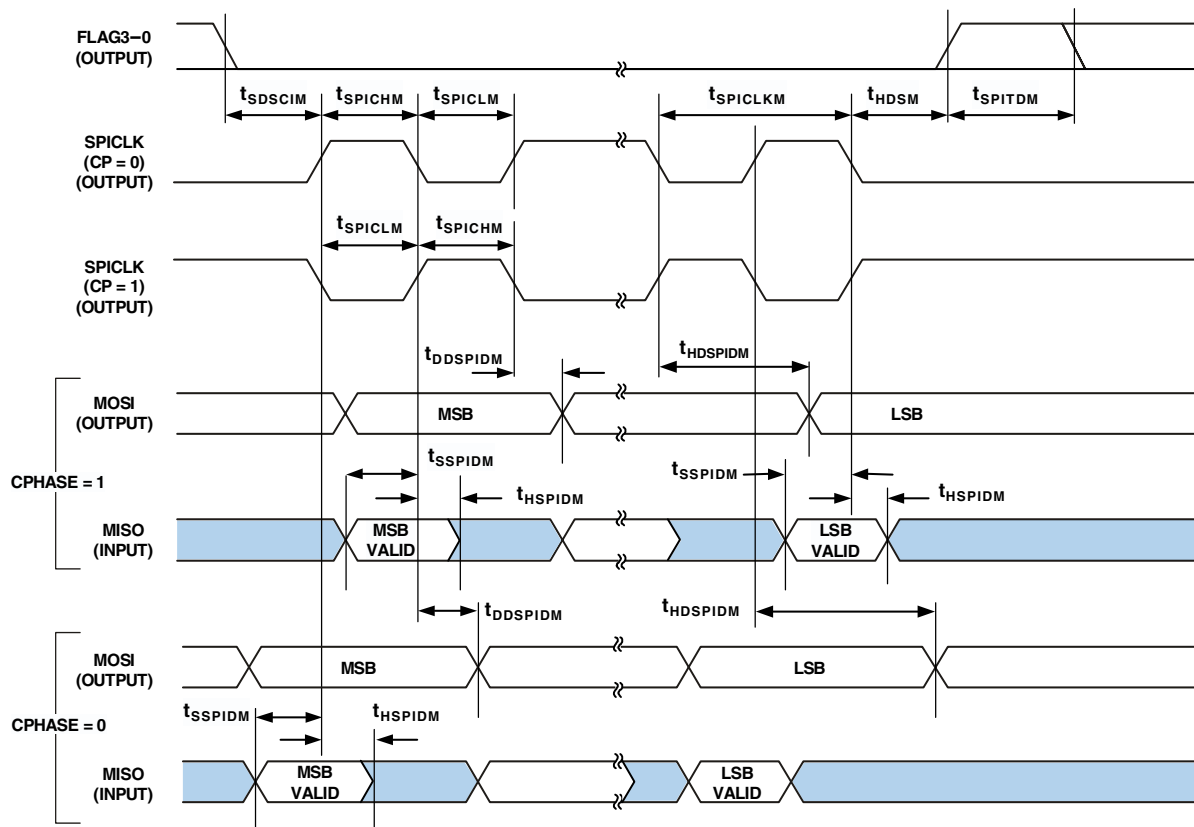 FLAG3–0
(OUTPUT)
tSDSCIM tSPICHM tSPICLM tSPICLKM tHDSM tSPITDM
SPICLK
(CP = 0)
(OUTPUT)
tSPICLM tSPICHM
SPICLK
(CP = 1)
(OUTPUT)
tDDSPIDM tHDSPIDM
MOSI
(OUTPUT)
MSB LSB
CPHASE = 1
tSSPIDM tSSPIDM
tHSPIDM tHSPIDM
MISO
(INPUT)
MSB
VALID
LSB
VALID
tDDSPIDM tHDSPIDM
MOSI
(OUTPUT)
MSB LSB
CPHASE = 0
tSSPIDM tHSPIDM
MISO
(INPUT)
MSB
VALID
LSB
VALID